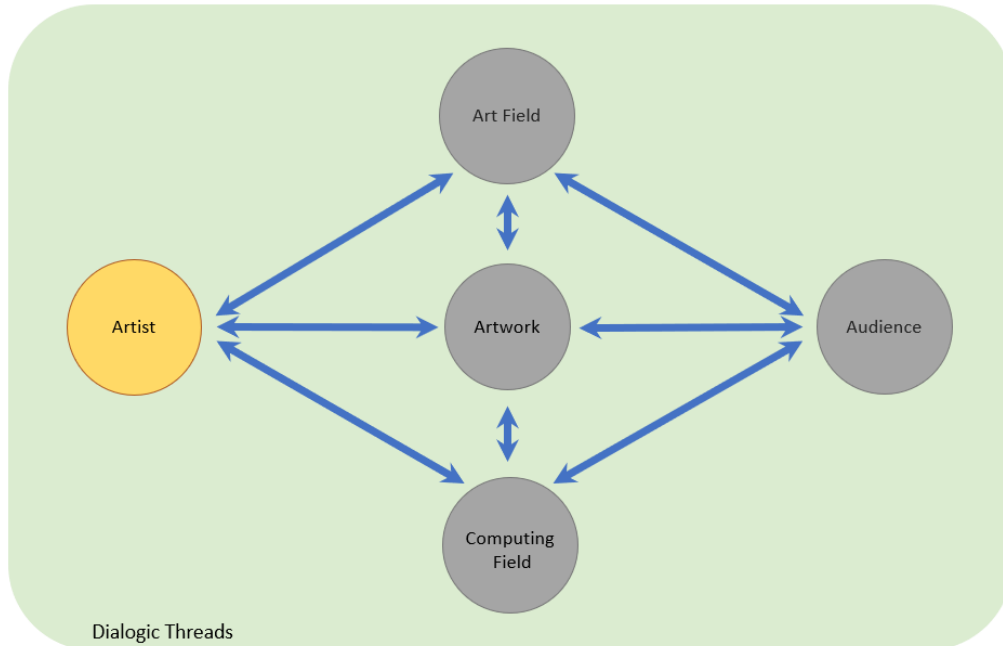 Art Field
Artist
Artwork
Audience
Computing
Field
Dialogic Threads